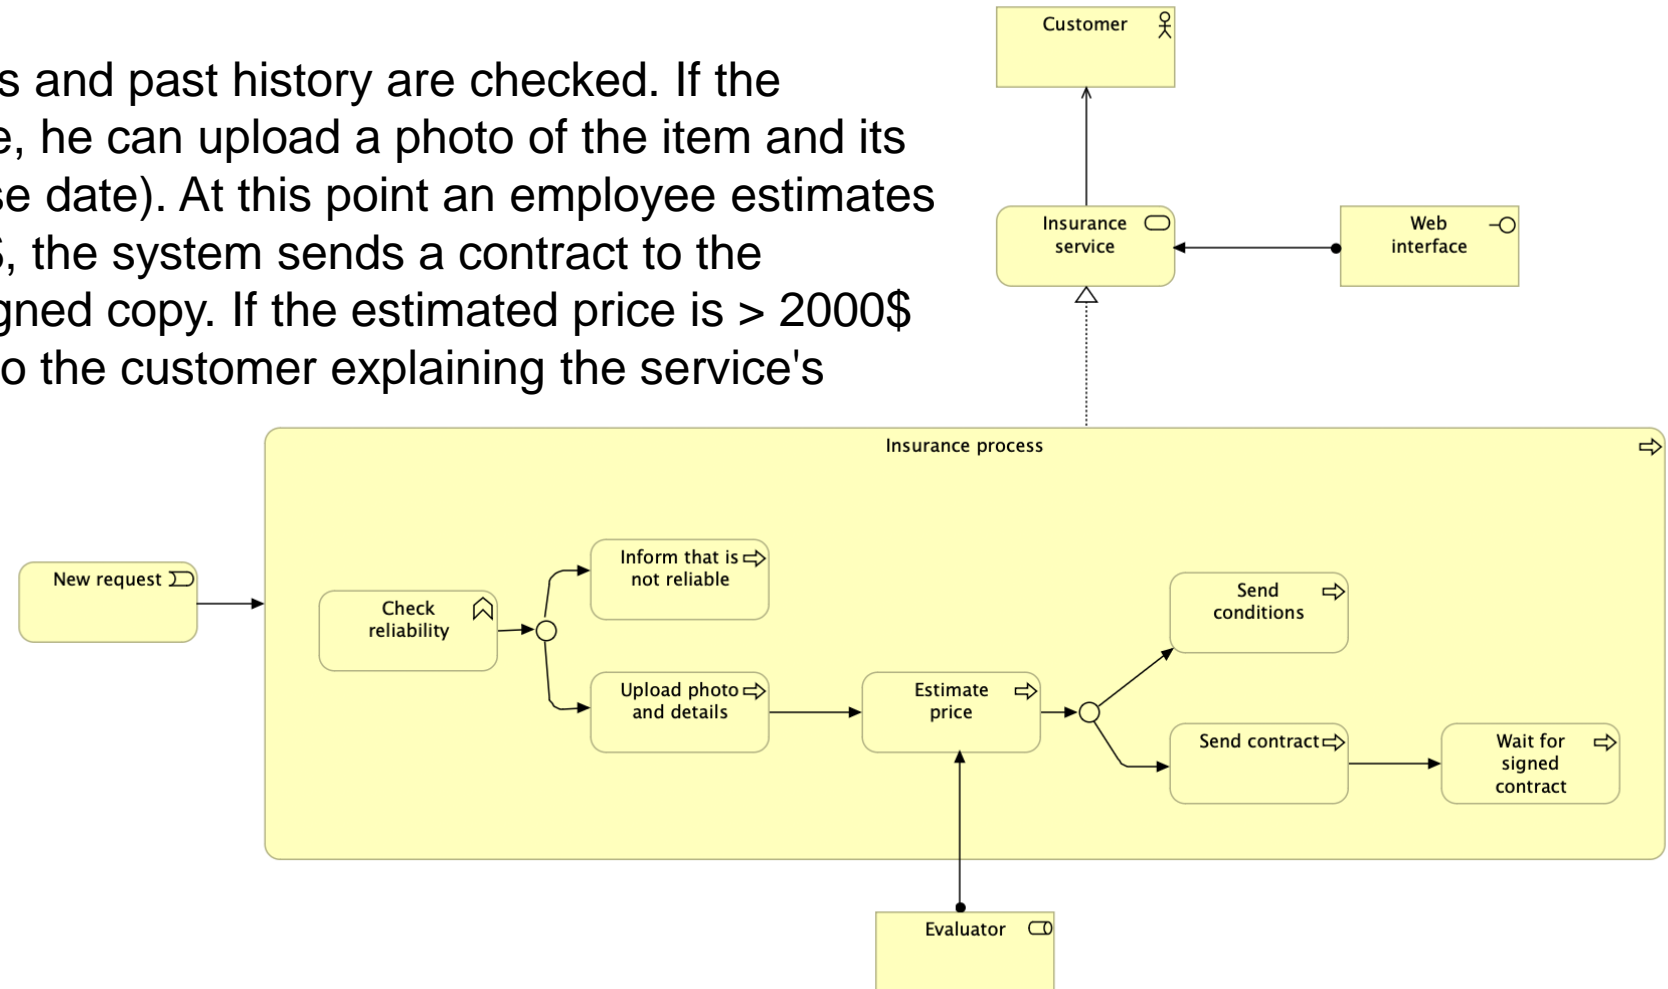 Customer
s and past history are checked. If the
e, he can upload a photo of the item and its
se date). At this point an employee estimates
, the system sends a contract to the
gned copy. If the estimated price is > 2000$
o the customer explaining the service's
Insurance
service
Web
interface
Insurance process
New request
Check
reliability
Inform that is
not reliable
Upload photo
and details
Estimate
price
Send
conditions
Send contract
Wait for
signed
contract
Evaluator